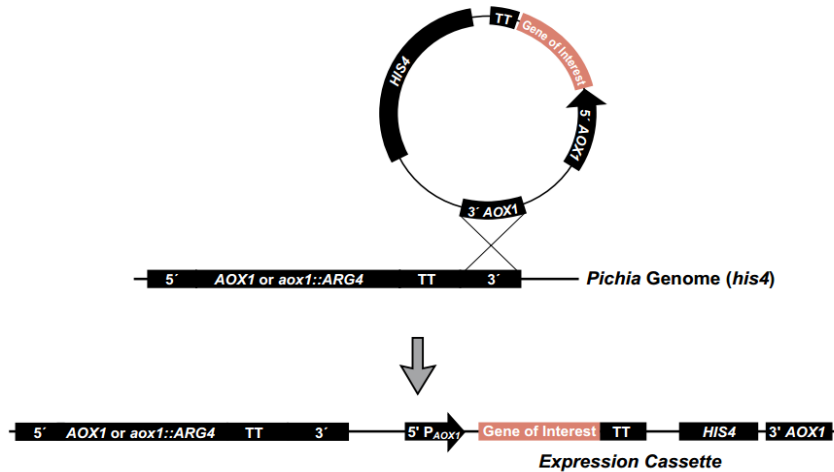 TT
Gene of Interest
HIS4
5´ AOX1
3´ AOX1
5´ AOX1 or aox1::ARG4 TT 3´
Pichia Genome (his4)
5´ AOX1 or aox1::ARG4 TT 3´ 5' PAOX1 Gene of Interest TT HIS4 3' AOX1
Expression Cassette